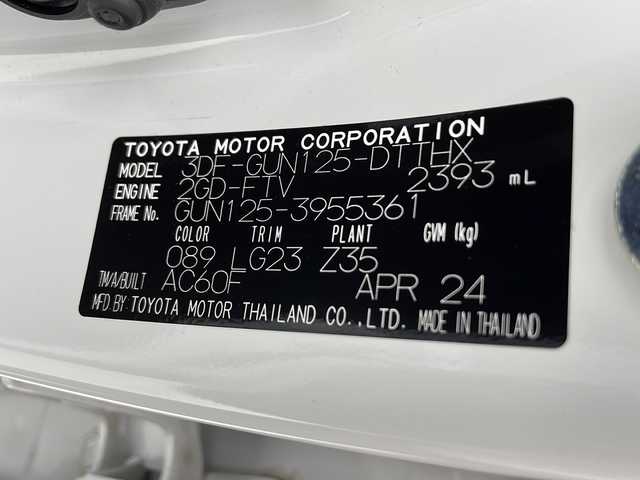 TOYOTA MOTOR CORPORATION
MODEL 3DF-GUN125-DTTHX
ENGINE 2GD-FTV 2393 mL
FRAME No. GUN125-3955361
COLOR TRIM PLANT GVM (kg)
089 LG23 Z35
TM/A/BUILT AC60F APR 24
MFD. BY TOYOTA MOTOR THAILAND CO., LTD. MADE IN THAILAND